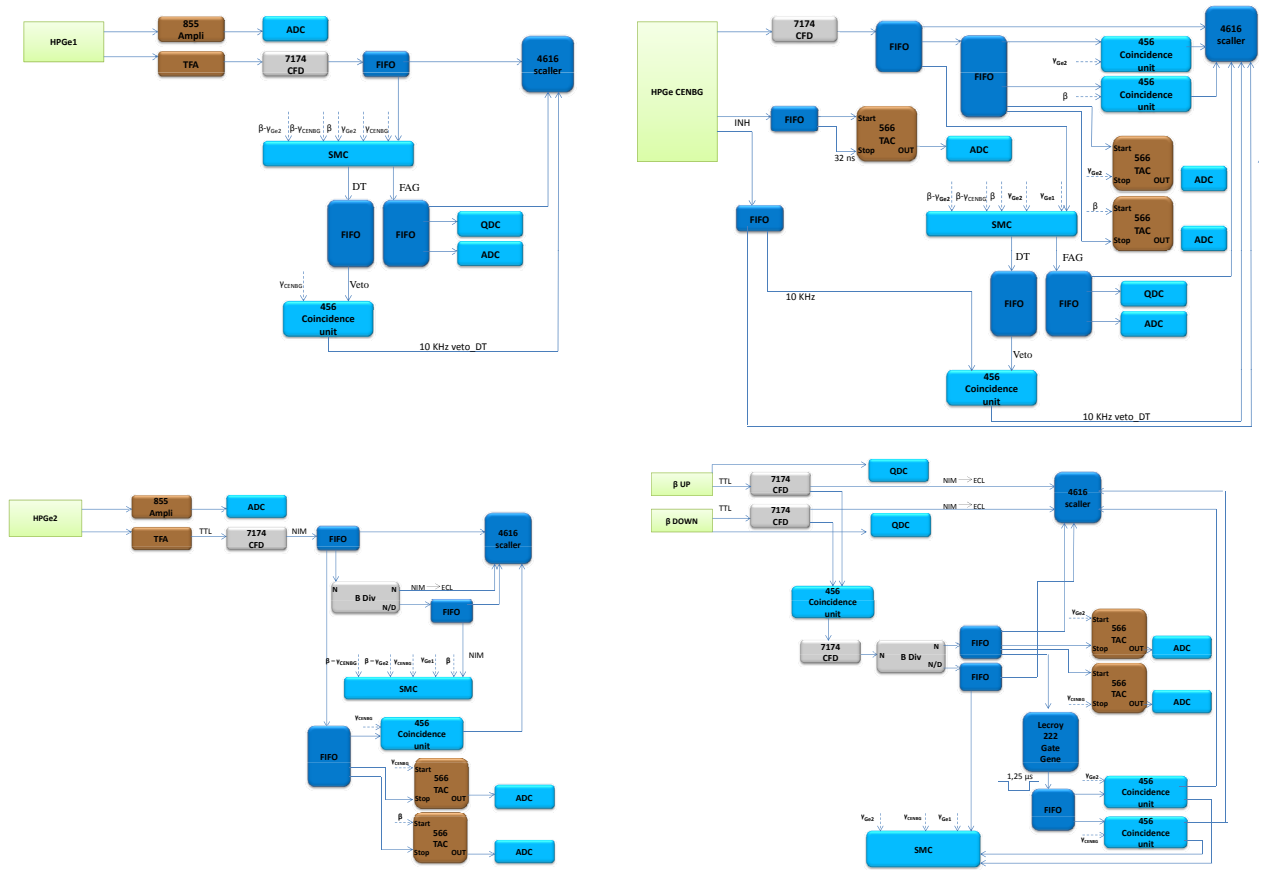 HPGe1
855
Ampli
ADC
TFA
7174
CFD
FIFO
4616
scaller
β-γGe2
β-γCENBG
β
γGe2
γCENBG
SMC
DT
FAG
FIFO
FIFO
QDC
ADC
γCENBG
Veto
456
Coincidence
unit
10 KHz veto_DT
HPGe CENBG
7174
CFD
FIFO
FIFO
456
Coincidence
unit
4616
scaller
γGe2
456
Coincidence
unit
β
INH
FIFO
Start
566
TAC
Stop
OUT
32 ns
ADC
Start
566
TAC
γGe2
Stop
OUT
ADC
β
Start
566
TAC
Stop
OUT
ADC
β-γGe2
β-γCENBG
β
γGe2
γGe1
FIFO
SMC
DT
FAG
FIFO
FIFO
QDC
ADC
10 KHz
Veto
456
Coincidence
unit
10 KHz veto_DT
HPGe2
855
Ampli
ADC
TFA
TTL
7174
CFD
NIM
FIFO
4616
scaller
N
B Div
N
N/D
NIM
ECL
FIFO
NIM
β – γCENBG
β – γGe2
γCENBG
γGe1
β
SMC
γCENBG
456
Coincidence
unit
FIFO
γCENBG
Start
566
TAC
Stop
OUT
ADC
β
Start
566
TAC
Stop
OUT
ADC
β UP
TTL
7174
CFD
QDC
NIM
ECL
4616
scaller
β DOWN
TTL
7174
CFD
NIM
ECL
QDC
456
Coincidence
unit
7174
CFD
N
B Div
N
N/D
FIFO
FIFO
γGe2
Start
566
TAC
Stop
OUT
ADC
Start
566
TAC
γCENBG
Stop
OUT
ADC
Lecroy
222
Gate
Gene
1,25 µs
FIFO
γGe2
456
Coincidence
unit
γCENBG
456
Coincidence
unit
γGe2
γCENBG
γGe1
SMC